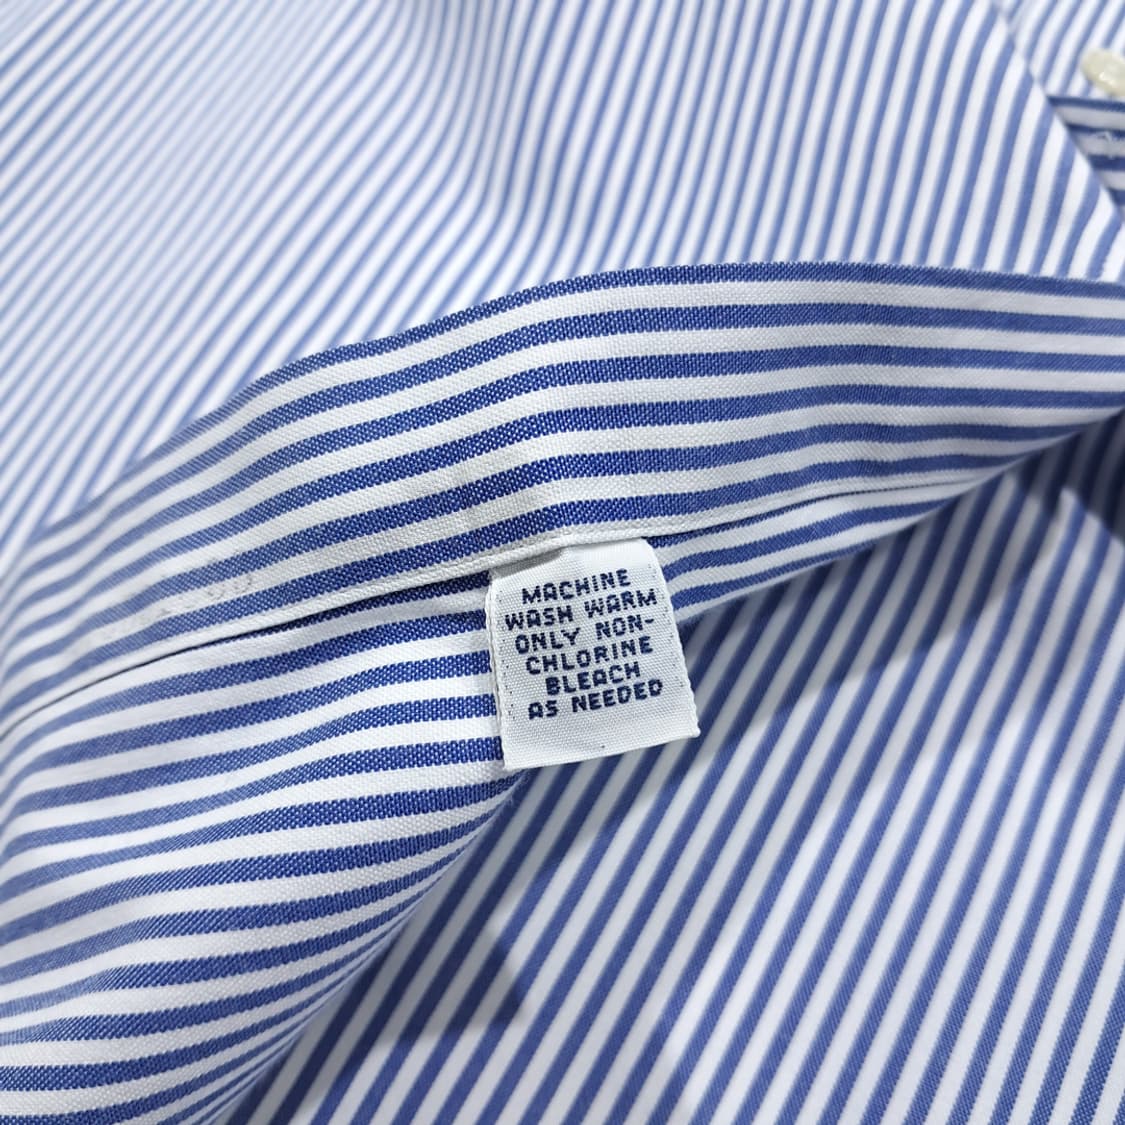 MACHINE
WASH WARM
ONLY NON-
CHLORINE
BLEACH
AS NEEDED